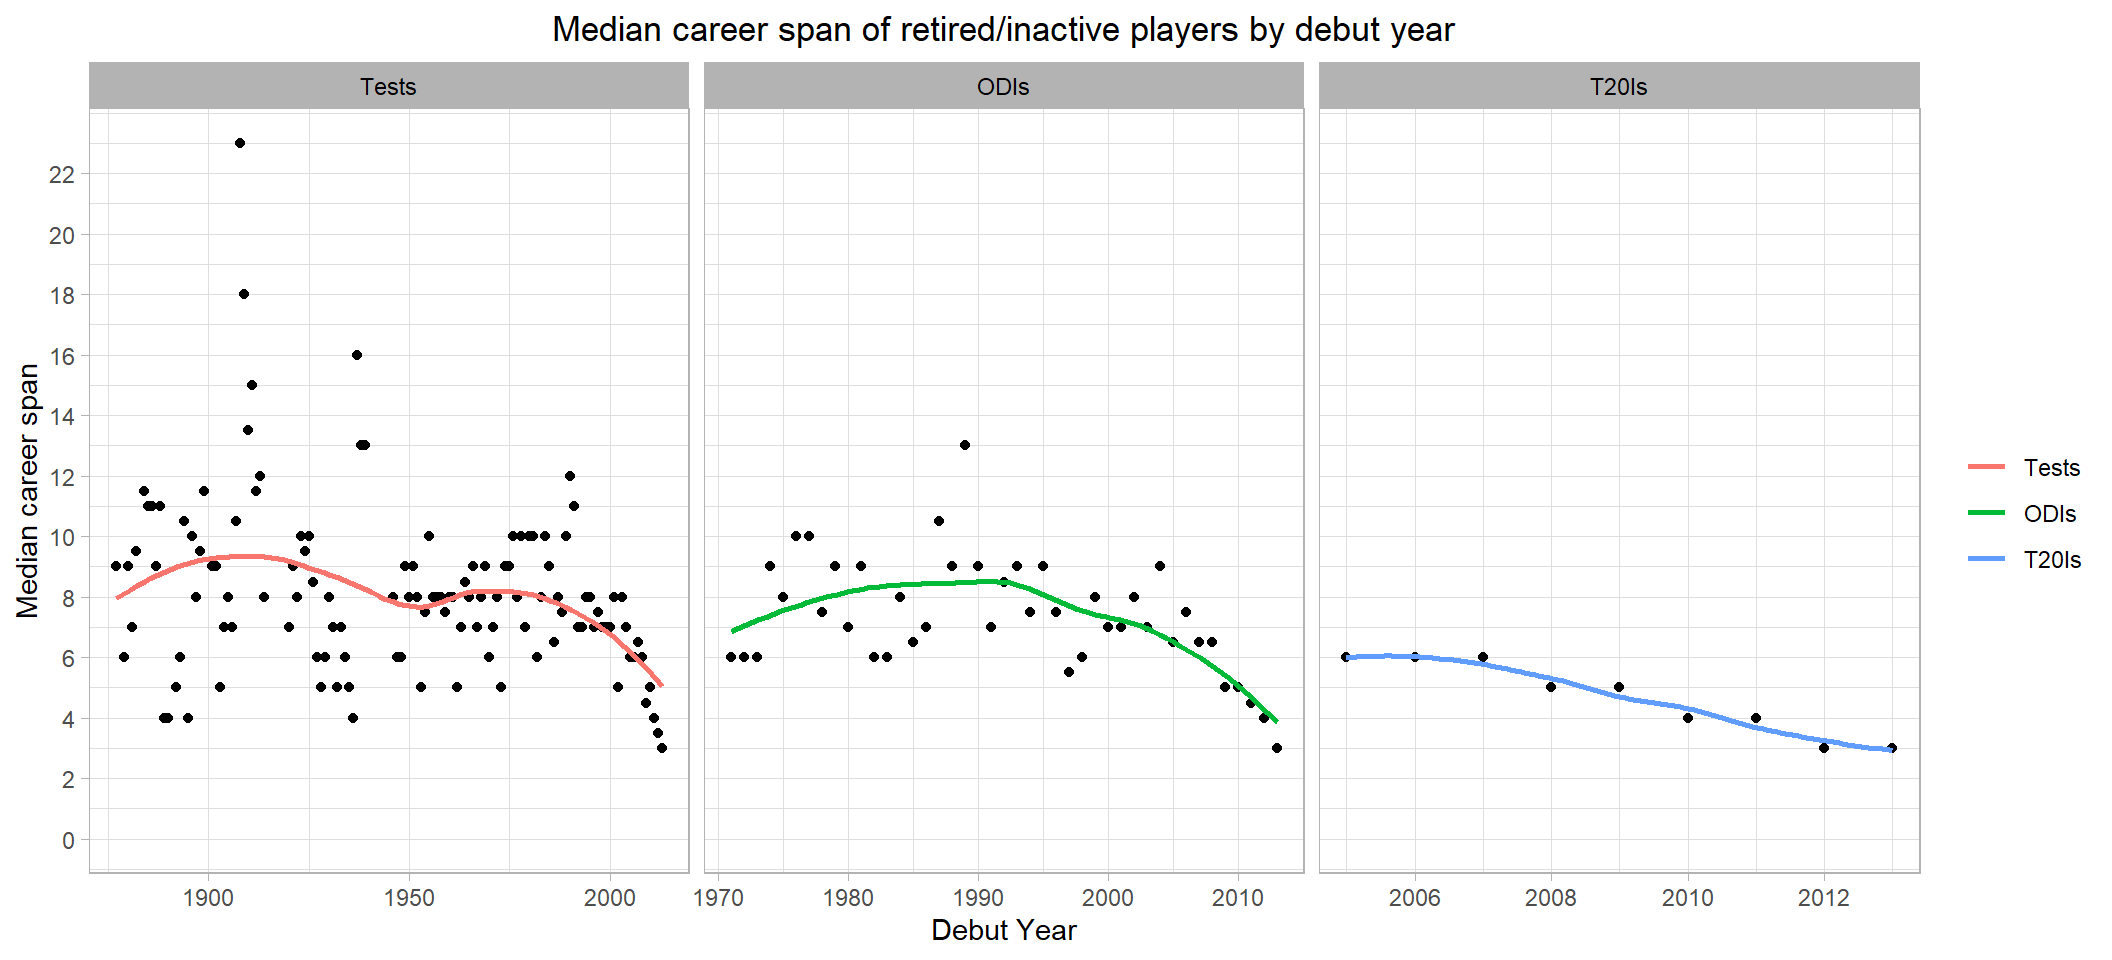 Median career span of retired/inactive players by debut year
Tests
ODIs
T20Is
Median career span
22
20
18
16
14
12
10
8
6
4
2
0
1900
1950
2000
1970
1980
1990
2000
2010
2006
2008
2010
2012
Debut Year
Tests
ODIs
T20Is